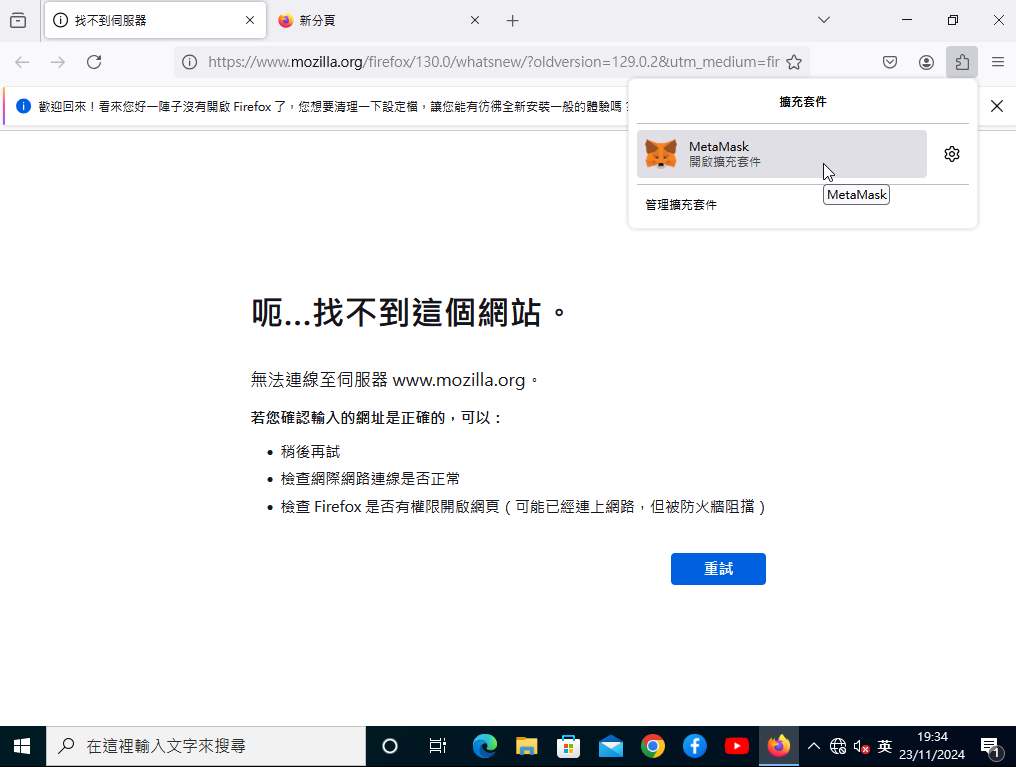 找不到伺服器
新分頁
https://www.mozilla.org/firefox/130.0/whatsnew/?oldversion=129.0.2&utm_medium=fir
歡迎回來！看來您好一陣子沒有開啟 Firefox 了，您想要清理一下設定檔，讓您能有彷彿全新安裝一般的體驗嗎？
擴充套件
MetaMask
開啟擴充套件
MetaMask
管理擴充套件
呃...找不到這個網站。
無法連線至伺服器 www.mozilla.org。
若您確認輸入的網址是正確的，可以：
• 稍後再試
• 檢查網際網路連線是否正常
• 檢查 Firefox 是否有權限開啟網頁（可能已經連上網路，但被防火牆阻擋）
重試
在這裡輸入文字來搜尋
英
19:34
23/11/2024
1